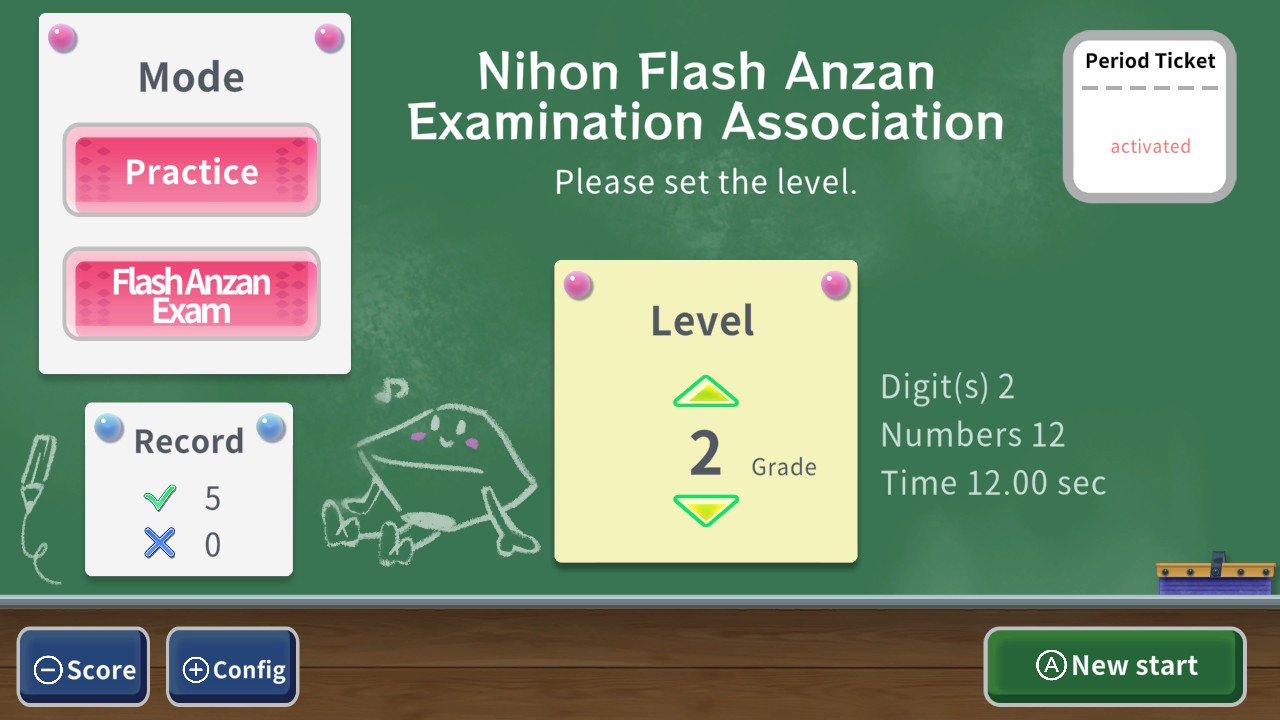 Mode
Practice
Flash Anzan
Exam
Nihon Flash Anzan
Examination Association
Please set the level.
Period Ticket
activated
Level
2 Grade
Digit(s) 2
Numbers 12
Time 12.00 sec
Record
5
0
− Score
+ Config
A New start